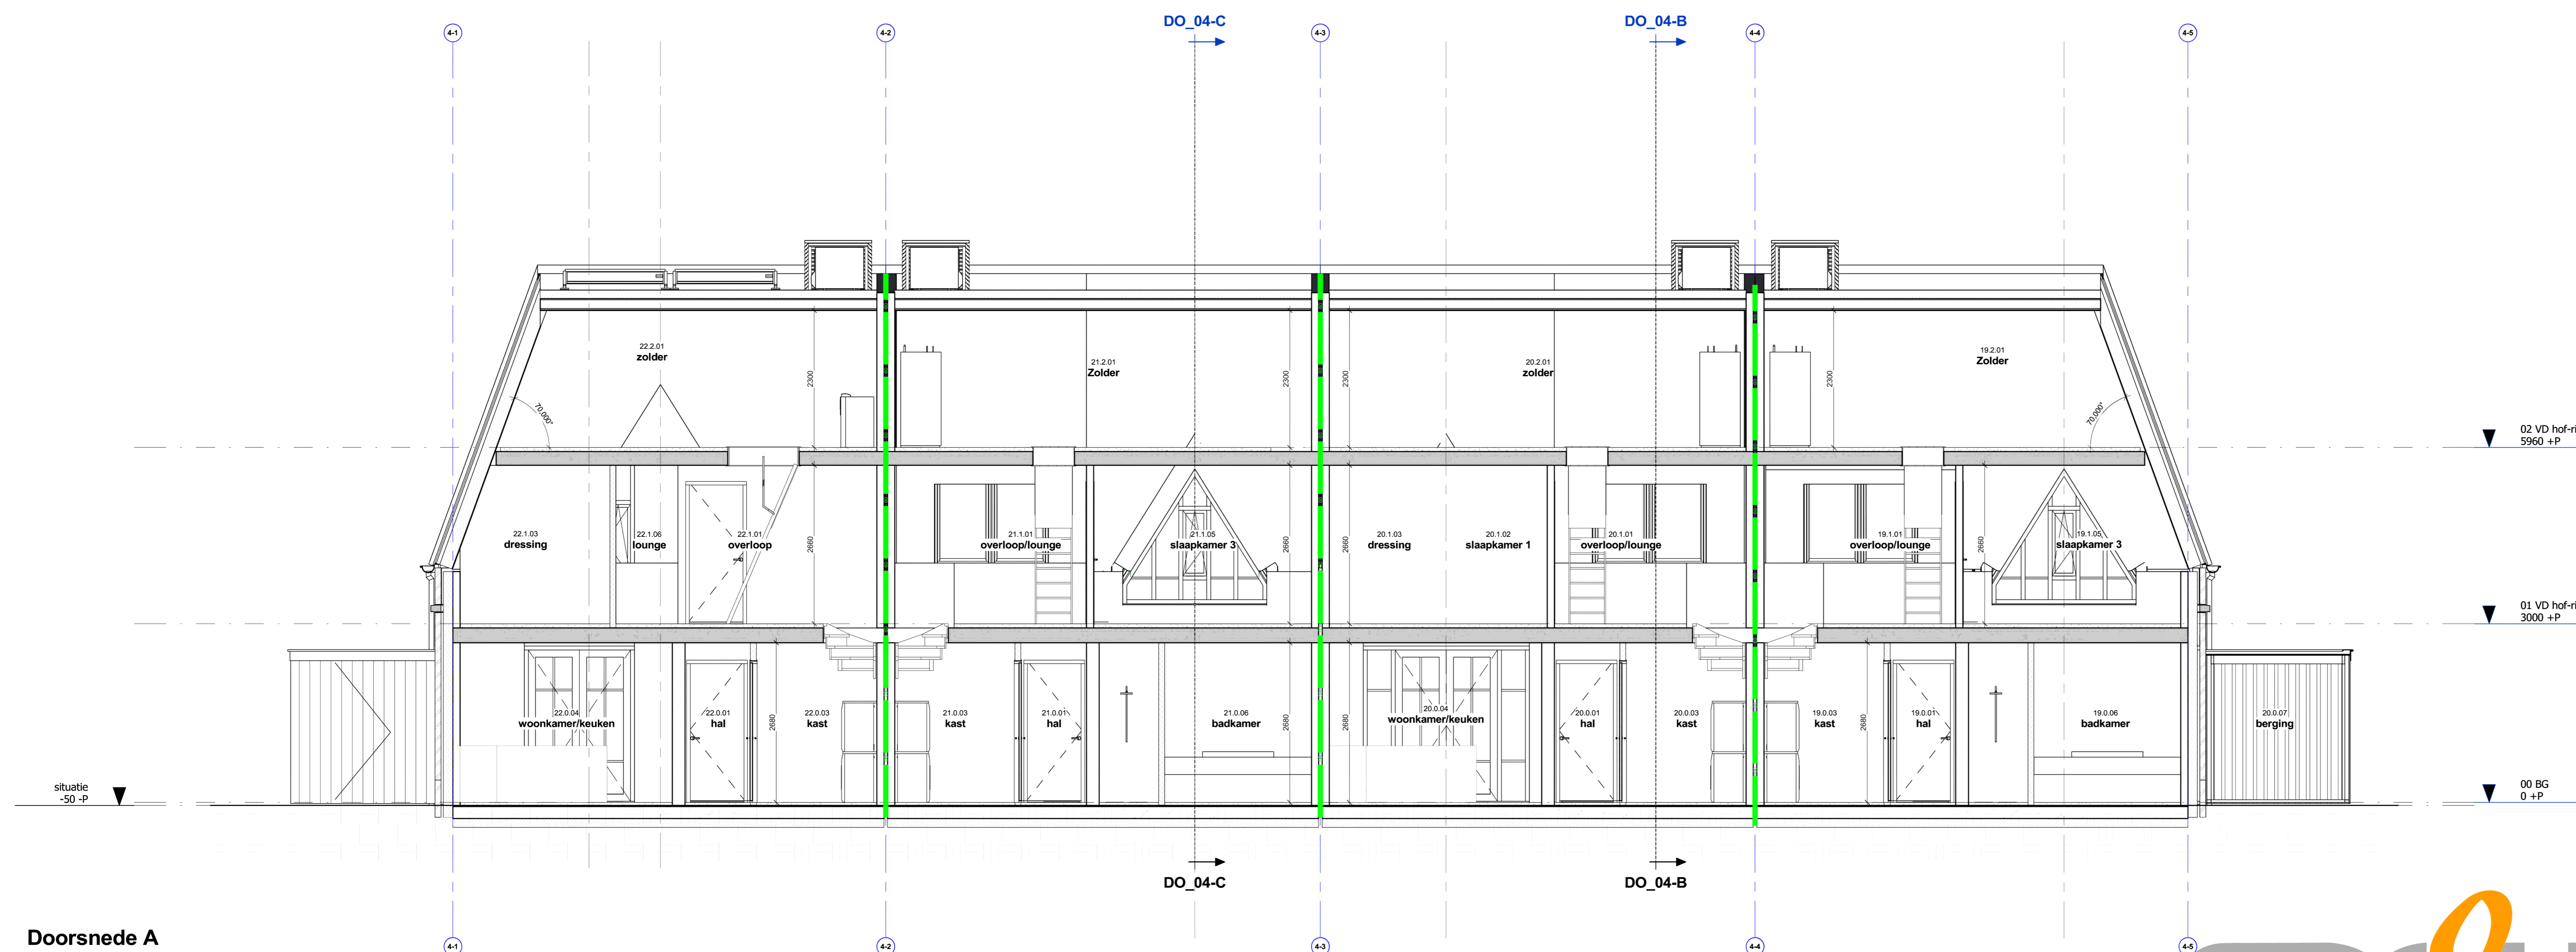 DO_04-C
DO_04-B
4-1
4-2
4-3
4-4
4-5
22.2.01
zolder
21.2.01
Zolder
20.2.01
zolder
19.2.01
Zolder
2300
2300
2300
2300
70,000°
70,000°
02 VD hof-ri
5960 +P
22.1.03
dressing
22.1.06
lounge
22.1.01
overloop
2660
21.1.01
overloop/lounge
21.1.05
slaapkamer 3
2660
2660
20.1.03
dressing
20.1.02
slaapkamer 1
20.1.01
overloop/lounge
19.1.01
overloop/lounge
2660
19.1.05
slaapkamer 3
01 VD hof-ri
3000 +P
22.0.04
woonkamer/keuken
22.0.01
hal
2680
22.0.03
kast
21.0.03
kast
21.0.01
hal
21.0.06
badkamer
2680
2680
20.0.04
woonkamer/keuken
20.0.01
hal
20.0.03
kast
19.0.03
kast
2680
19.0.01
hal
19.0.06
badkamer
20.0.07
berging
situatie
-50 -P
00 BG
0 +P
DO_04-C
DO_04-B
Doorsnede A
4-1
4-2
4-3
4-4
4-5